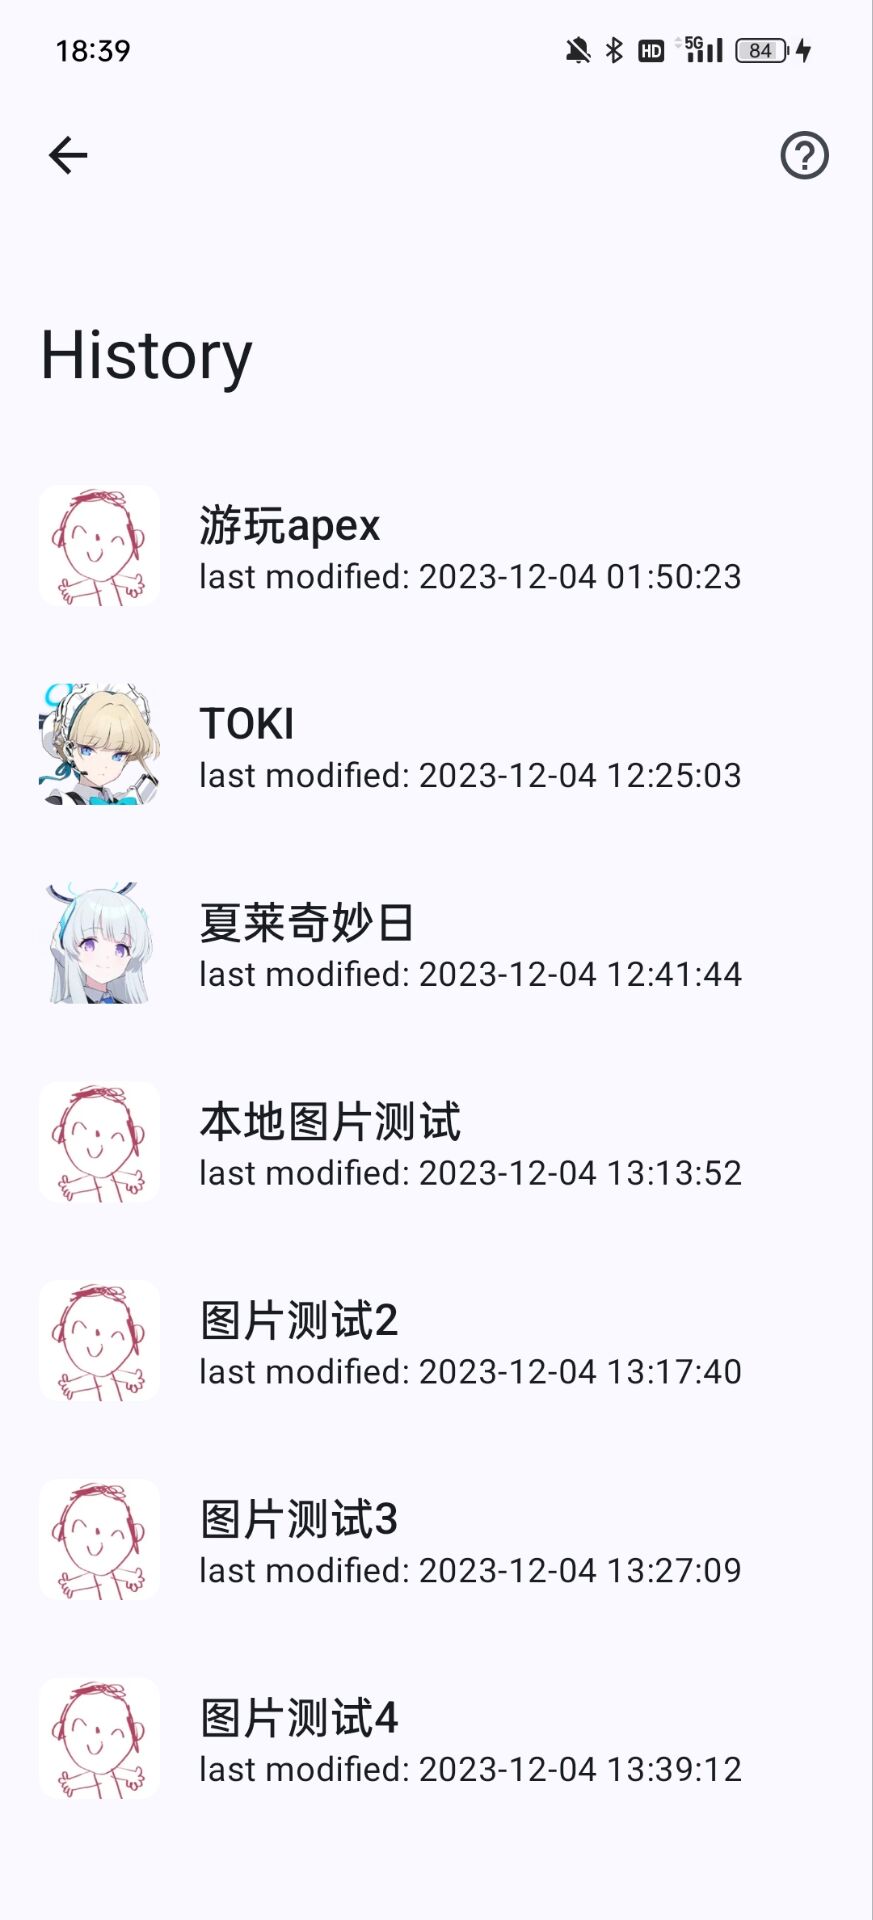 18:39
HD 5G 84
History
游玩apex
last modified: 2023-12-04 01:50:23
TOKI
last modified: 2023-12-04 12:25:03
夏莱奇妙日
last modified: 2023-12-04 12:41:44
本地图片测试
last modified: 2023-12-04 13:13:52
图片测试2
last modified: 2023-12-04 13:17:40
图片测试3
last modified: 2023-12-04 13:27:09
图片测试4
last modified: 2023-12-04 13:39:12